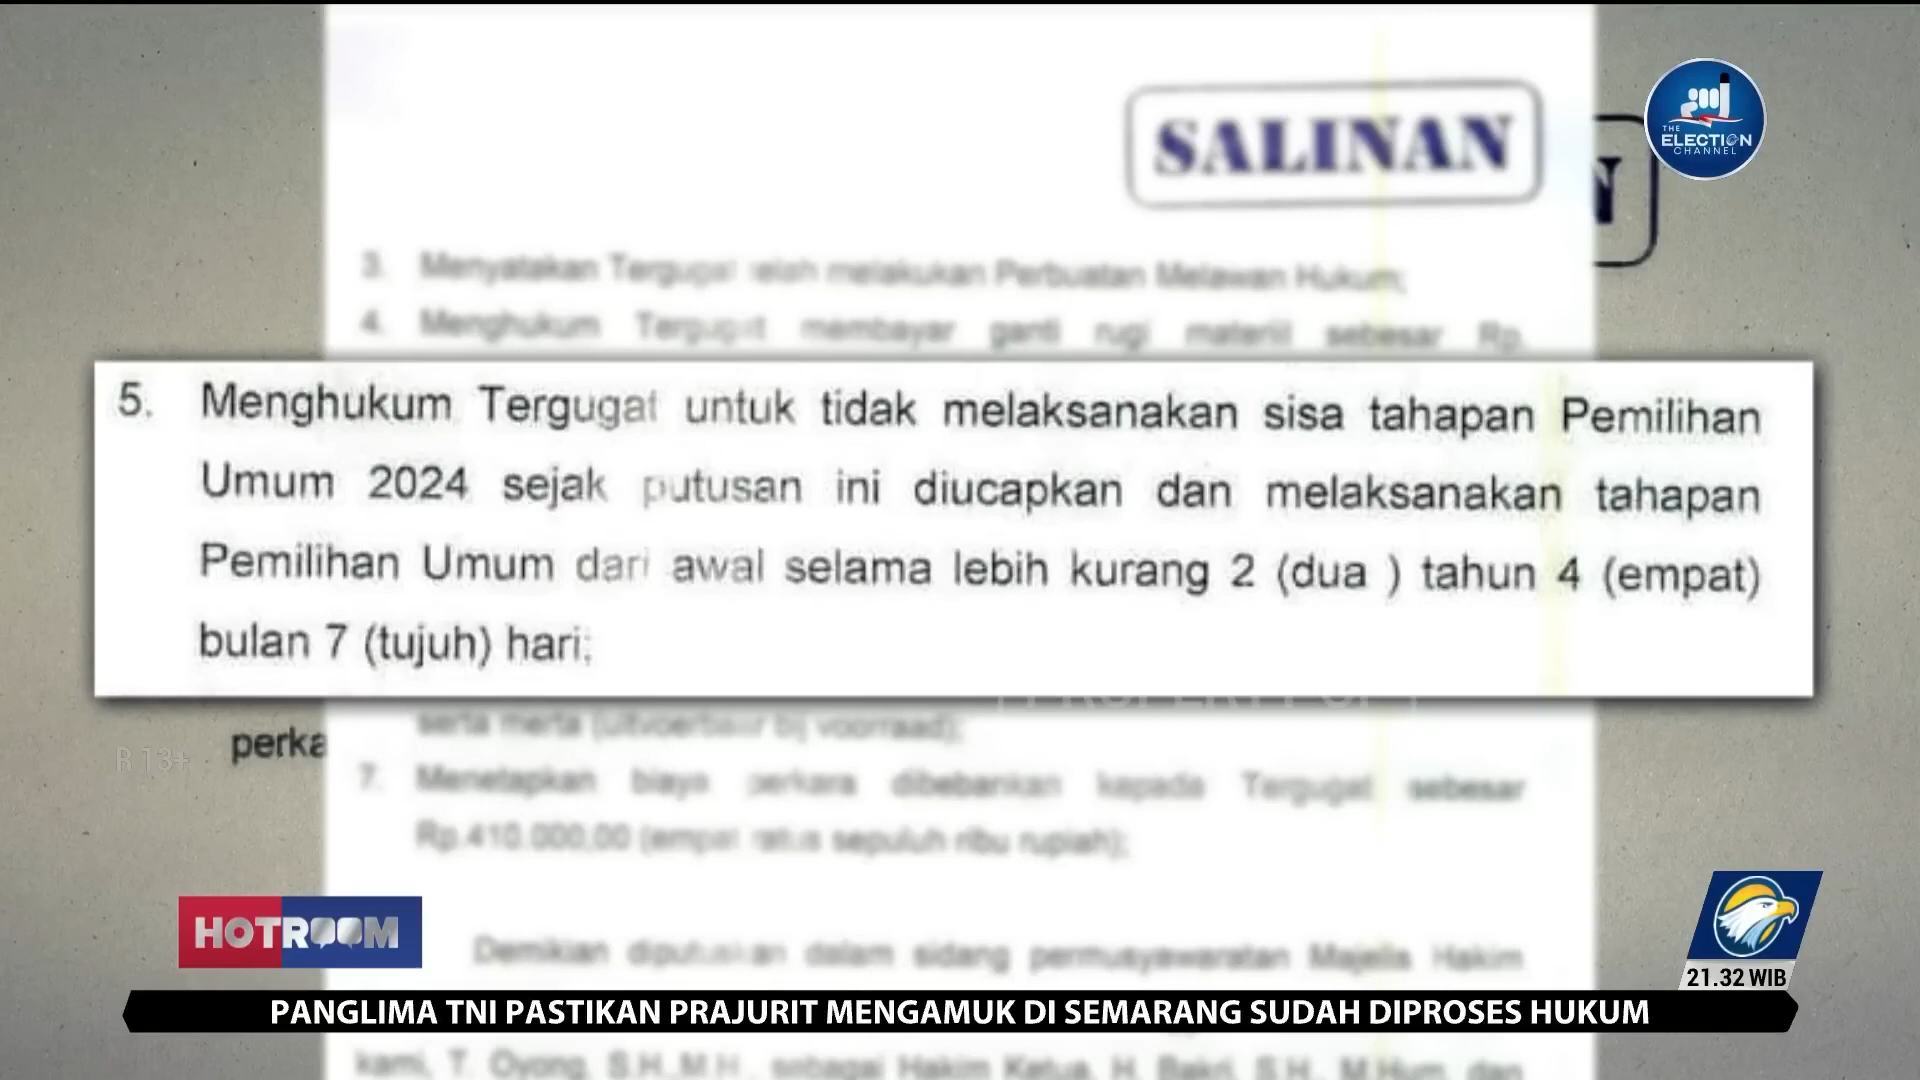 SALINAN
N
THE
ELECTION
CHANNEL
3. Menyatakan Tergugat telah melakukan Perbuatan Melawan Hukum;
4. Menghukum Tergugat membayar ganti rugi materiil sebesar Rp.
5. Menghukum Tergugat untuk tidak melaksanakan sisa tahapan Pemilihan
Umum 2024 sejak putusan ini diucapkan dan melaksanakan tahapan
Pemilihan Umum dari awal selama lebih kurang 2 (dua ) tahun 4 (empat)
bulan 7 (tujuh) hari;
serta merta (uitvoerbaar bij voorraad);
perka
R 13+
7. Menetapkan biaya perkara dibebankan kepada Tergugat sebesar
Rp.410.000,00 (empat ratus sepuluh ribu rupiah);
HOTROOM
Demikian diputuskan dalam sidang permusyawaratan Majelis Hakim
21.32 WIB
PANGLIMA TNI PASTIKAN PRAJURIT MENGAMUK DI SEMARANG SUDAH DIPROSES HUKUM
kami, T. Oyong, S.H., M.H., sebagai Hakim Ketua, H. Bakri, S.H., M.Hum, dan